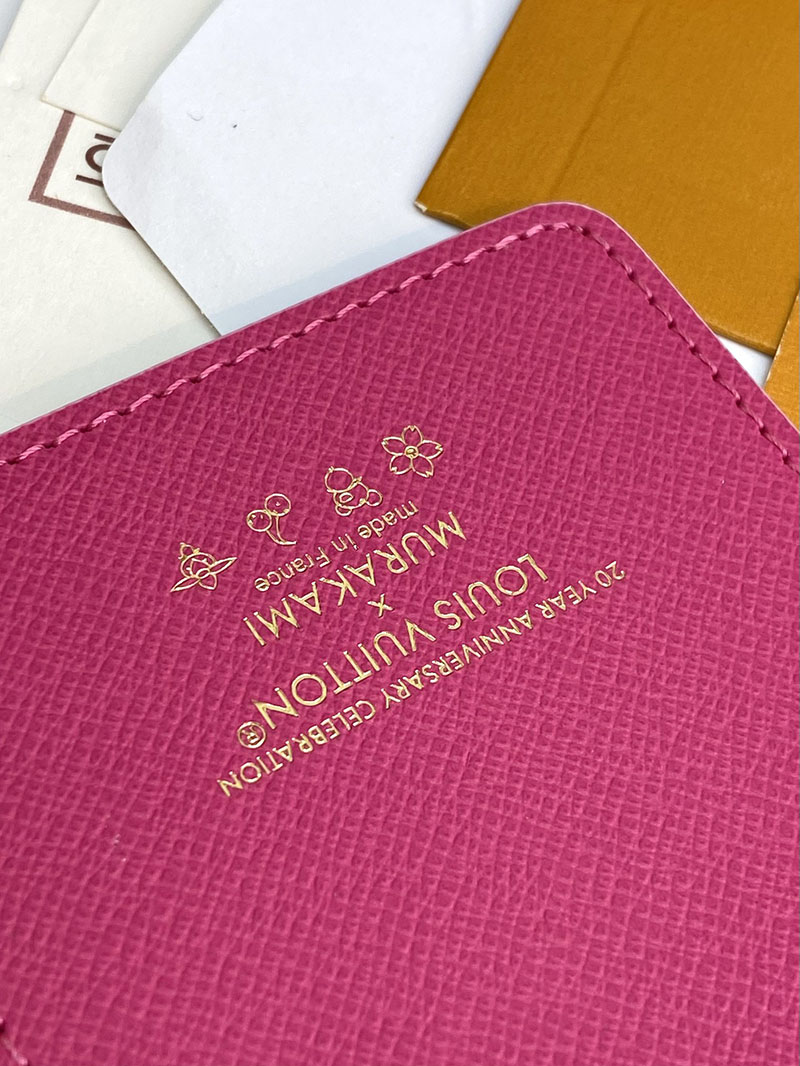 20 YEAR ANNIVERSARY CELEBRATION
LOUIS VUITTON®
x
MURAKAMI
made in France